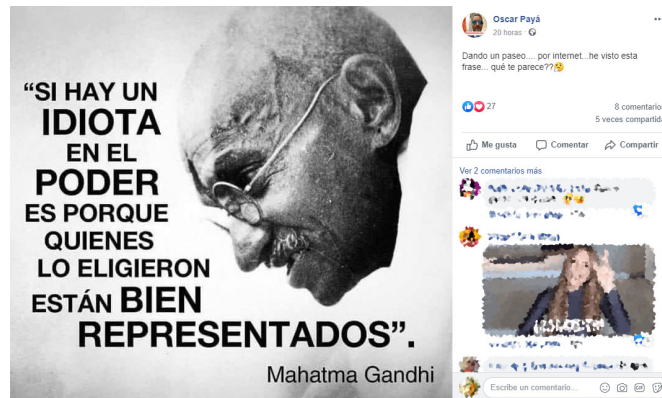 “SI HAY UN
IDIOTA
EN EL
PODER
ES PORQUE
QUIENES
LO ELIGIERON
ESTÁN BIEN
REPRESENTADOS”.
Mahatma Gandhi
Oscar Payá
20 horas ·
Dando un paseo.... por internet...he visto esta
frase... qué te parece??🤔
27
8 comentarios
5 veces compartida
Me gusta Comentar Compartir
Ver 2 comentarios más
Escribe un comentario...
GIF